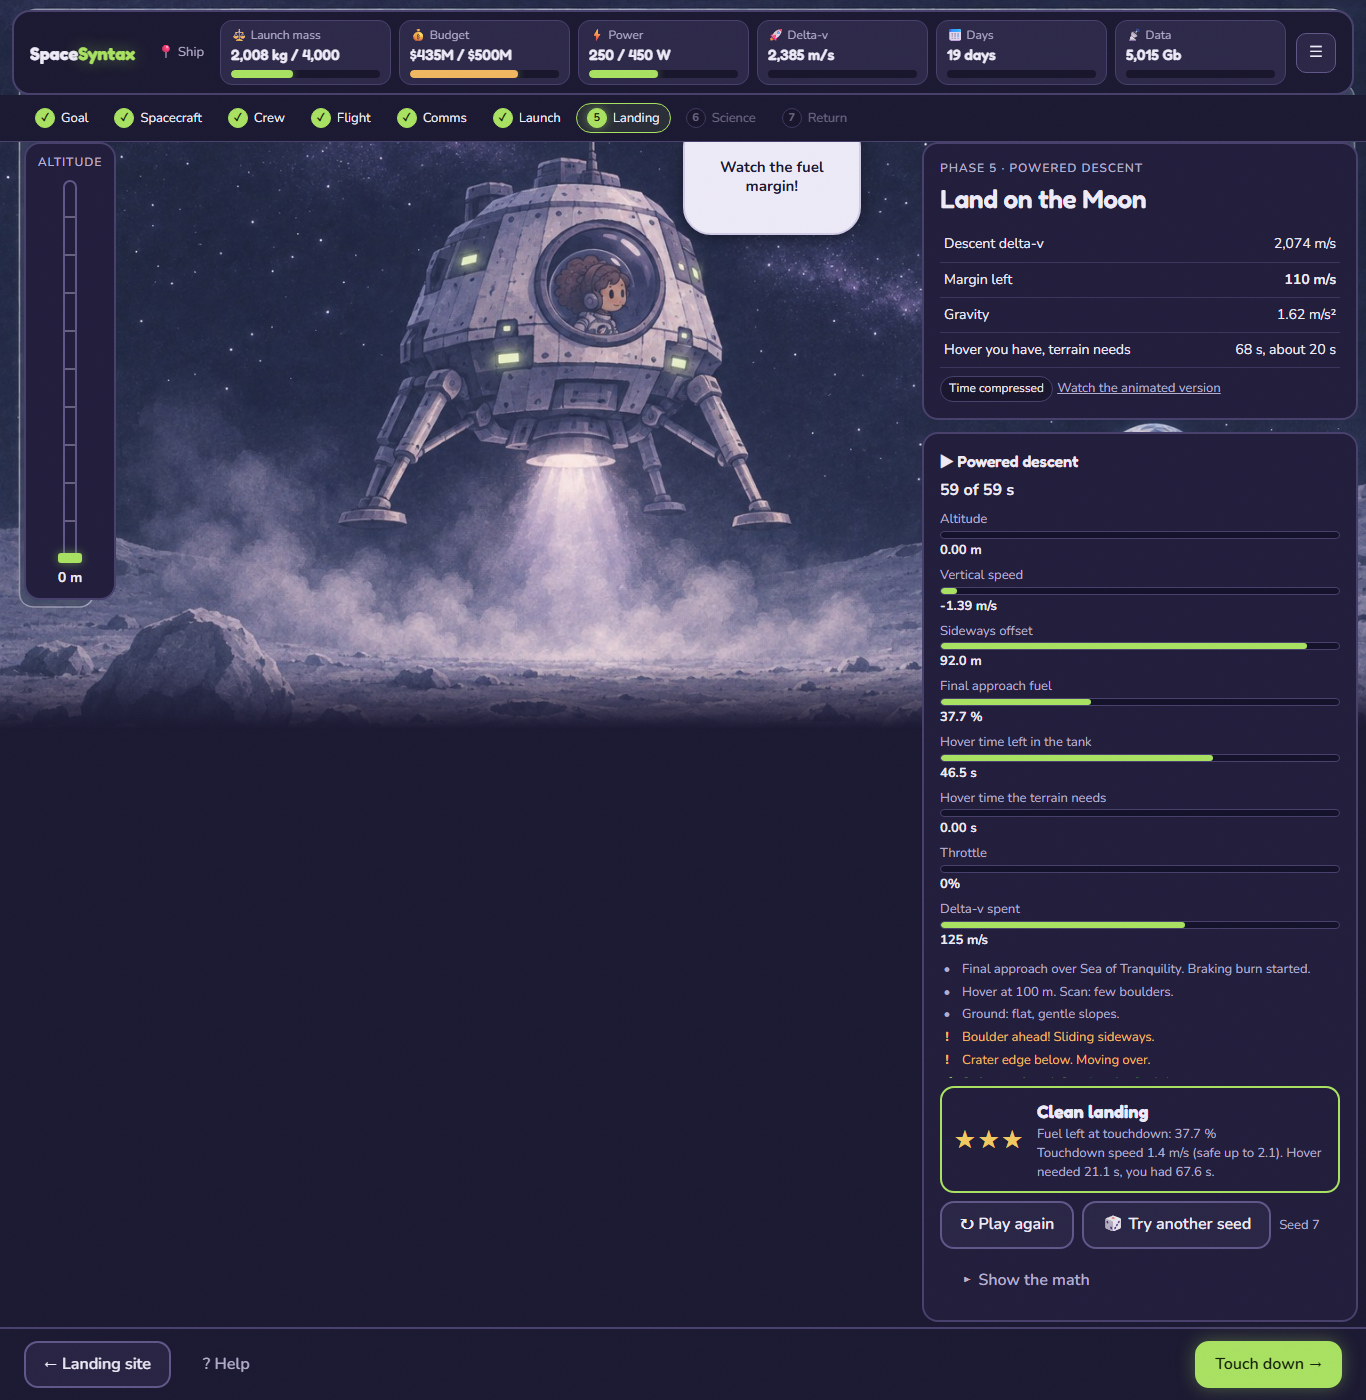 SpaceSyntax
Ship
Launch mass
2,008 kg / 4,000
Budget
$435M / $500M
Power
250 / 450 W
Delta-v
2,385 m/s
Days
19 days
Data
5,015 Gb
Goal
Spacecraft
Crew
Flight
Comms
Launch
5 Landing
6 Science
7 Return
ALTITUDE
0 m
Watch the fuel
margin!
PHASE 5 · POWERED DESCENT
Land on the Moon
Descent delta-v 2,074 m/s
Margin left 110 m/s
Gravity 1.62 m/s²
Hover you have, terrain needs 68 s, about 20 s
Time compressed Watch the animated version
▶ Powered descent
59 of 59 s
Altitude
0.00 m
Vertical speed
-1.39 m/s
Sideways offset
92.0 m
Final approach fuel
37.7 %
Hover time left in the tank
46.5 s
Hover time the terrain needs
0.00 s
Throttle
0%
Delta-v spent
125 m/s
• Final approach over Sea of Tranquility. Braking burn started.
• Hover at 100 m. Scan: few boulders.
• Ground: flat, gentle slopes.
! Boulder ahead! Sliding sideways.
! Crater edge below. Moving over.
★★★
Clean landing
Fuel left at touchdown: 37.7 %
Touchdown speed 1.4 m/s (safe up to 2.1). Hover
needed 21.1 s, you had 67.6 s.
↻ Play again
Try another seed
Seed 7
▸ Show the math
← Landing site
? Help
Touch down →